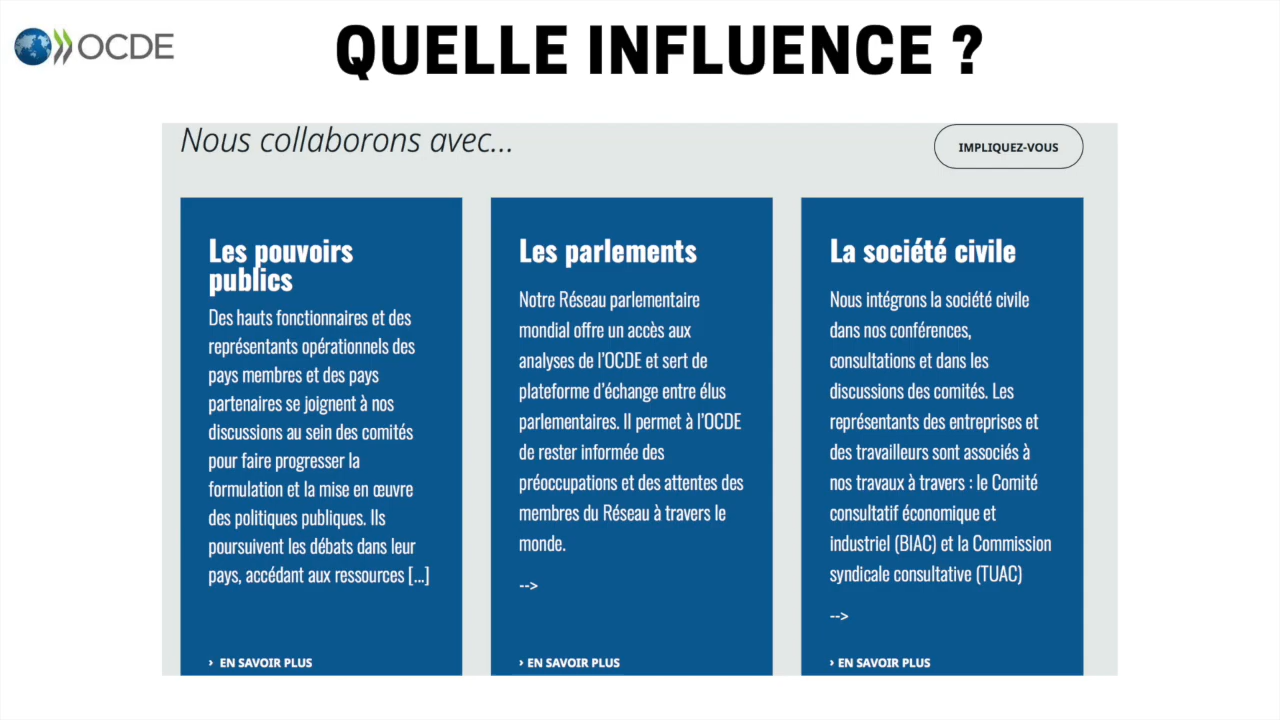 OCDE
QUELLE INFLUENCE ?
Nous collaborons avec...
IMPLIQUEZ-VOUS
Les pouvoirs
publics
Des hauts fonctionnaires et des
représentants opérationnels des
pays membres et des pays
partenaires se joignent à nos
discussions au sein des comités
pour faire progresser la
formulation et la mise en œuvre
des politiques publiques. Ils
poursuivent les débats dans leur
pays, accédant aux ressources [...]
› EN SAVOIR PLUS
Les parlements
Notre Réseau parlementaire
mondial offre un accès aux
analyses de l'OCDE et sert de
plateforme d'échange entre élus
parlementaires. Il permet à l'OCDE
de rester informée des
préoccupations et des attentes des
membres du Réseau à travers le
monde.
-->
› EN SAVOIR PLUS
La société civile
Nous intégrons la société civile
dans nos conférences,
consultations et dans les
discussions des comités. Les
représentants des entreprises et
des travailleurs sont associés à
nos travaux à travers : le Comité
consultatif économique et
industriel (BIAC) et la Commission
syndicale consultative (TUAC)
-->
› EN SAVOIR PLUS